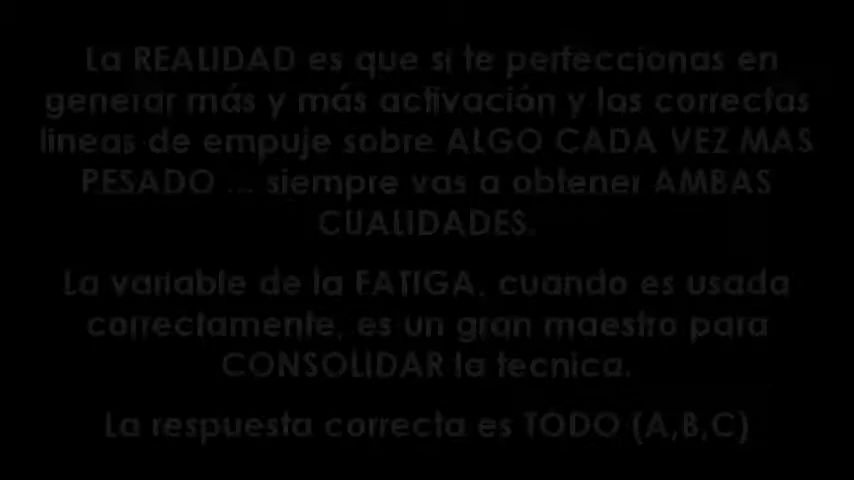 La REALIDAD es que si te perfeccionas en
generar más y más activación y las correctas
lineas de empuje sobre ALGO CADA VEZ MAS
PESADO ... siempre vas a obtener AMBAS
CUALIDADES.
La variable de la FATIGA, cuando es usada
correctamente, es un gran maestro para
CONSOLIDAR la tecnica.
La respuesta correcta es TODO (A,B,C)